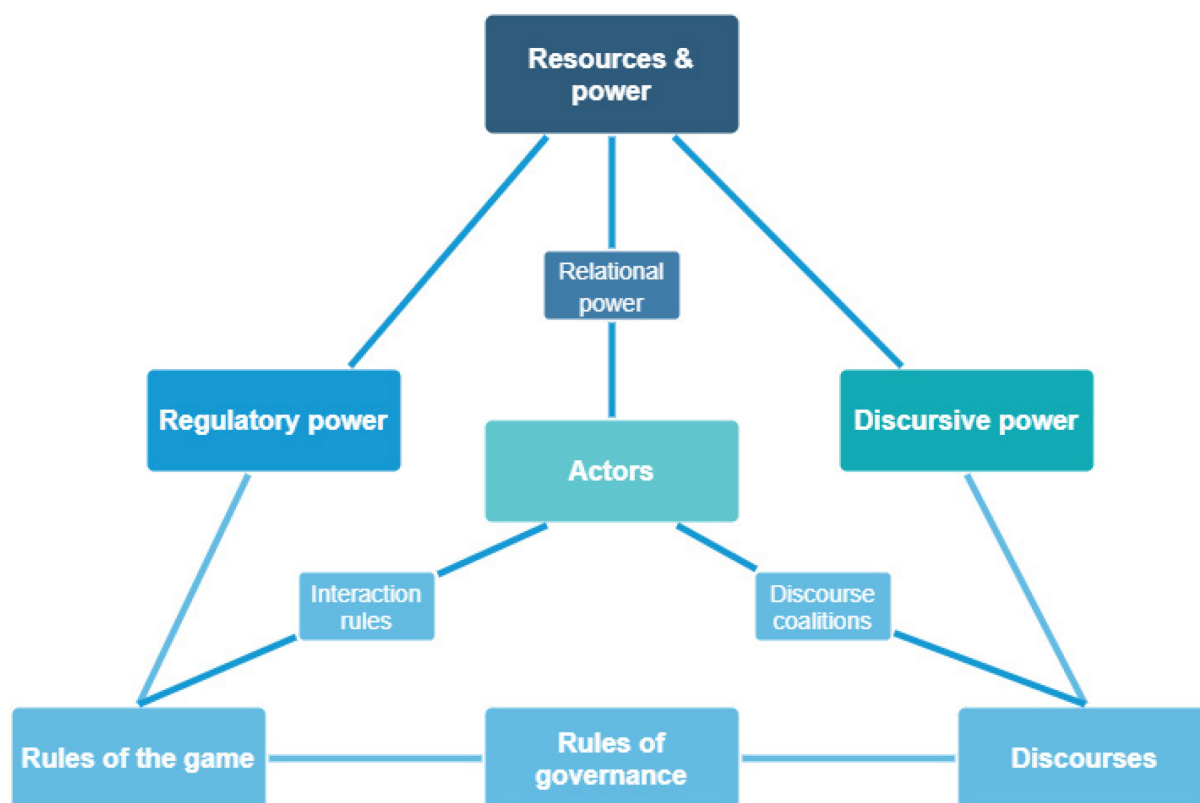 Resources &
power
Relational
power
Regulatory power
Actors
Discursive power
Interaction
rules
Discourse
coalitions
Rules of the game
Rules of
governance
Discourses